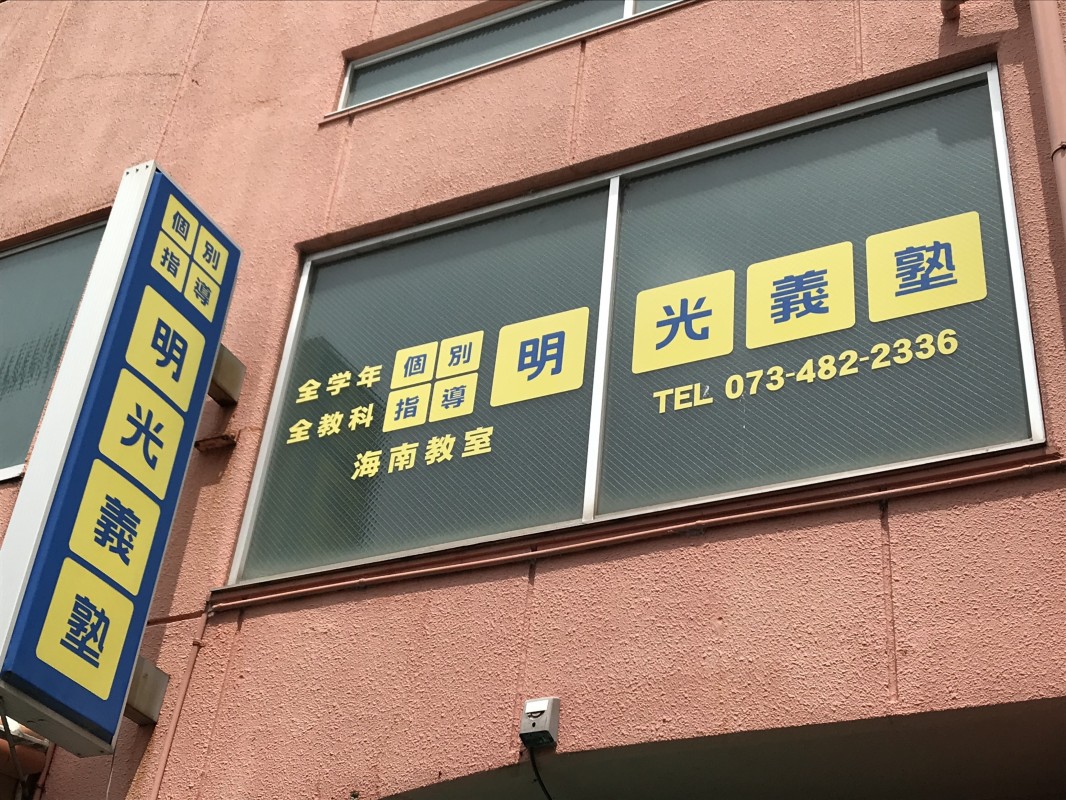 個別
指導
明光義塾
全学年
全教科
個別
指導
明光義塾
海南教室
TEL 073-482-2336